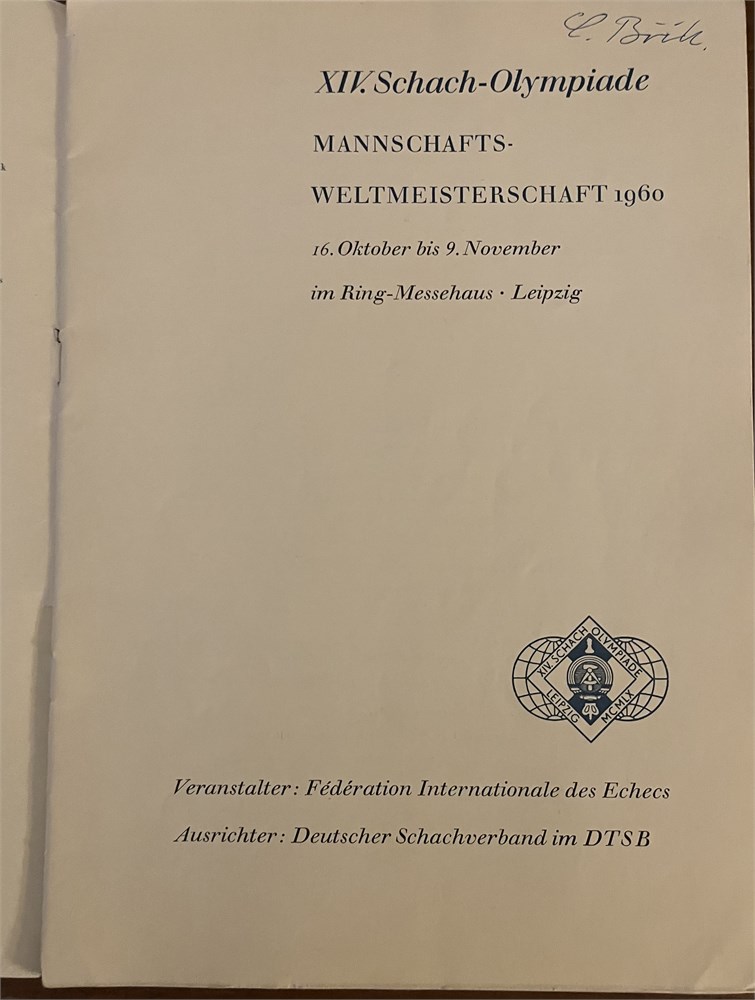 XIV. Schach-Olympiade
MANNSCHAFTS-
WELTMEISTERSCHAFT 1960
16. Oktober bis 9. November
im Ring-Messehaus · Leipzig
XIV. SCHACH OLYMPIADE
LEIPZIG MCMLX
Veranstalter: Fédération Internationale des Echecs
Ausrichter: Deutscher Schachverband im DTSB